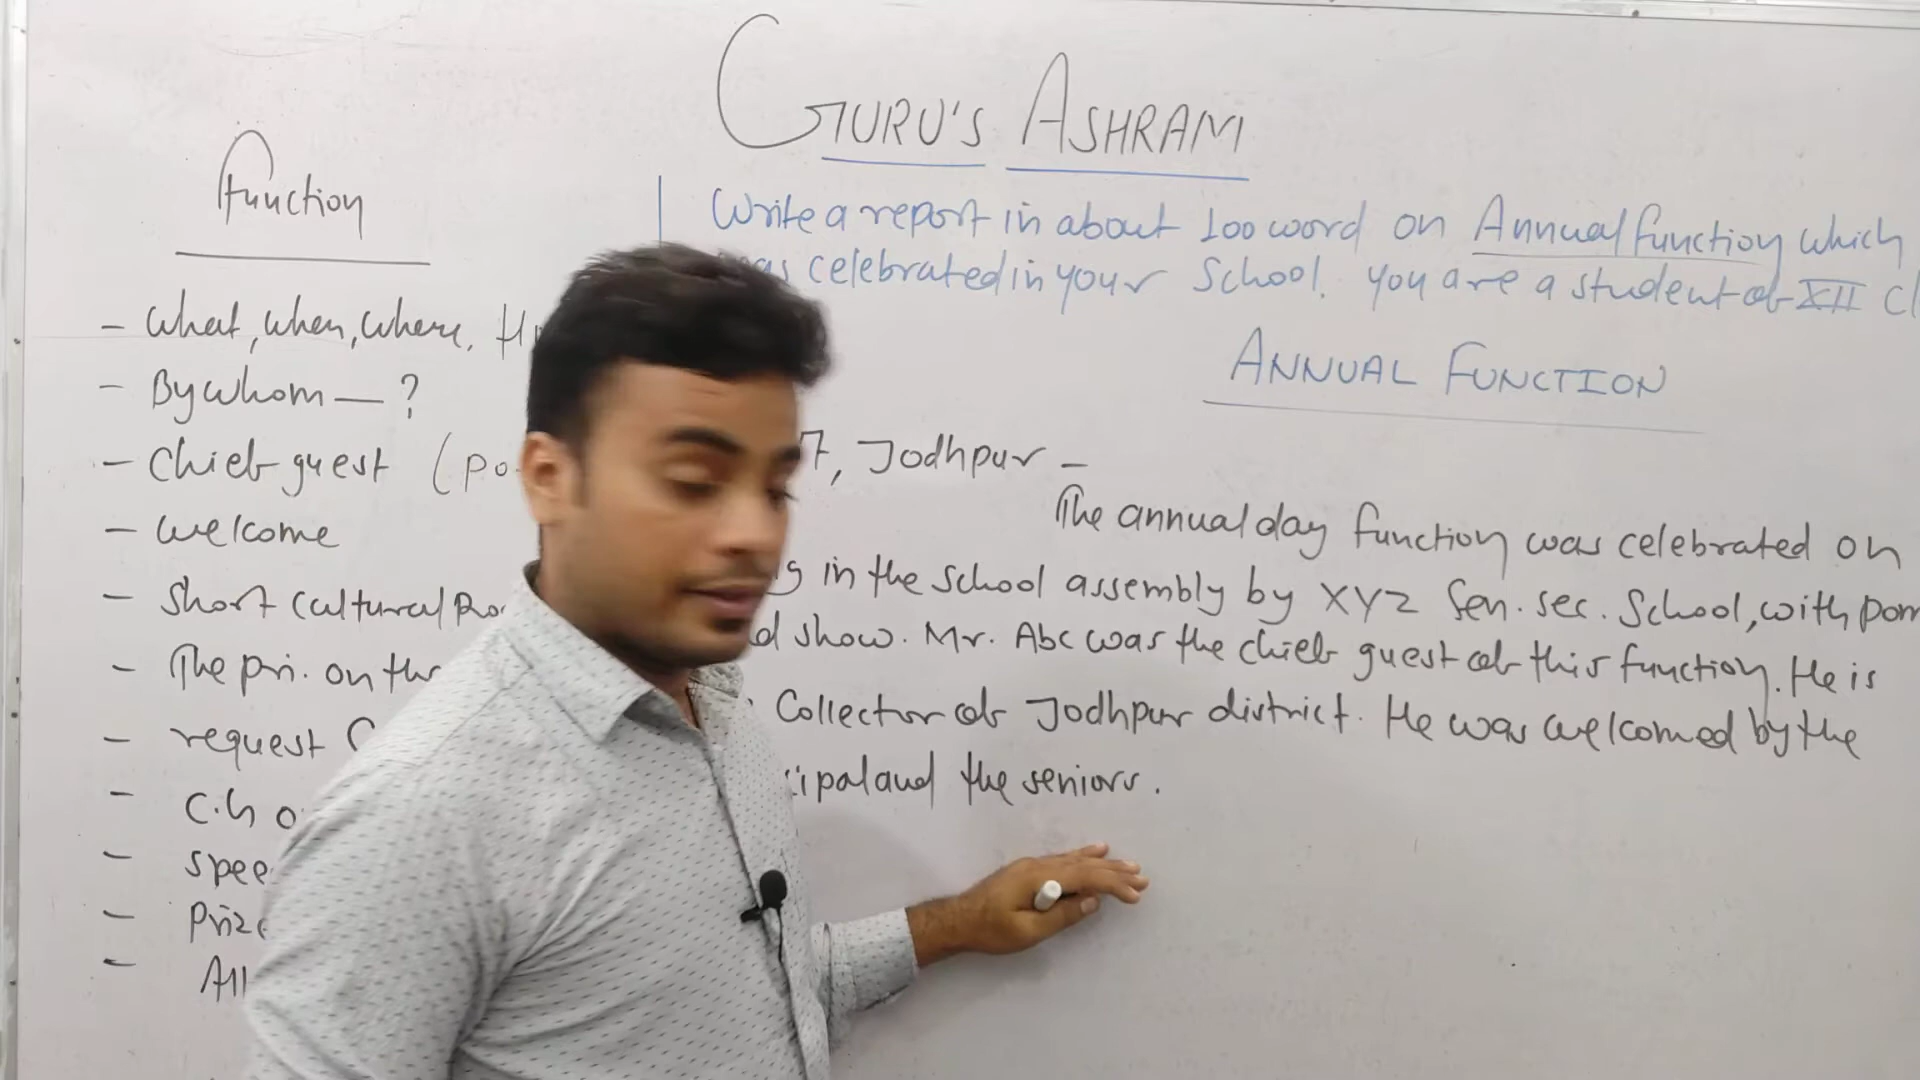 GURU'S ASHRAM
function
Write a report in about 100 word on Annual function which
was celebrated in your School. you are a student of XII Cl
ANNUAL FUNCTION
- What, when, where, H
- By whom — ?
- Chief guest (po
- welcome
- Short Cultural Pro
- The pri. on the
- request C
- C.G o
- spee
- Prize
- All
7, Jodhpur -
The annual day function was celebrated on
g in the school assembly by XYZ Sen. sec. School, with pom
d show. Mr. Abc was the chief guest of this function. He is
Collector of Jodhpur district. He was welcomed by the
cipal and the seniors.